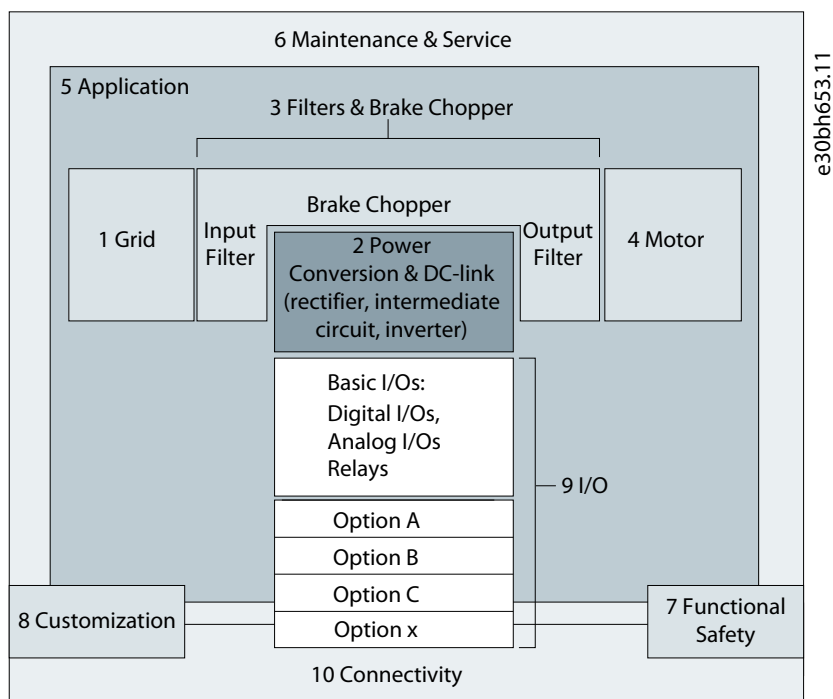 6 Maintenance & Service
5 Application
3 Filters & Brake Chopper
Brake Chopper
1 Grid
Input
Filter
2 Power
Conversion & DC-link
(rectifier, intermediate
circuit, inverter)
Output
Filter
4 Motor
Basic I/Os:
Digital I/Os,
Analog I/Os
Relays
9 I/O
Option A
Option B
Option C
Option x
8 Customization
7 Functional
Safety
10 Connectivity
e30bh653.11